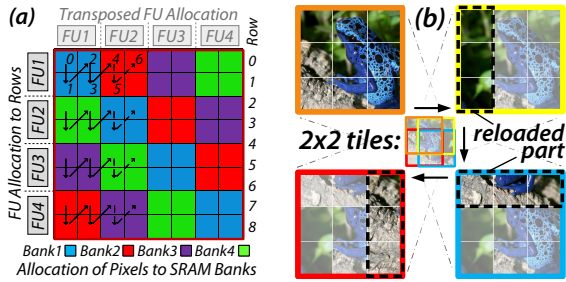 (a)
Transposed FU Allocation
FU1 FU2 FU3 FU4
Row
FU Allocation to Rows
FU1
FU2
FU3
FU4
0 2 4 6
1 3 5
0
1
2
3
4
5
6
7
8
Bank1 Bank2 Bank3 Bank4
Allocation of Pixels to SRAM Banks
(b)
2x2 tiles:
reloaded
part